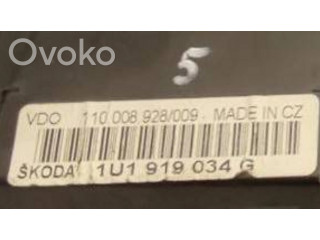 Ovoko
5
VDO 110 008 928/009 MADE IN CZ
ŠKODA 1U1 919 034 G